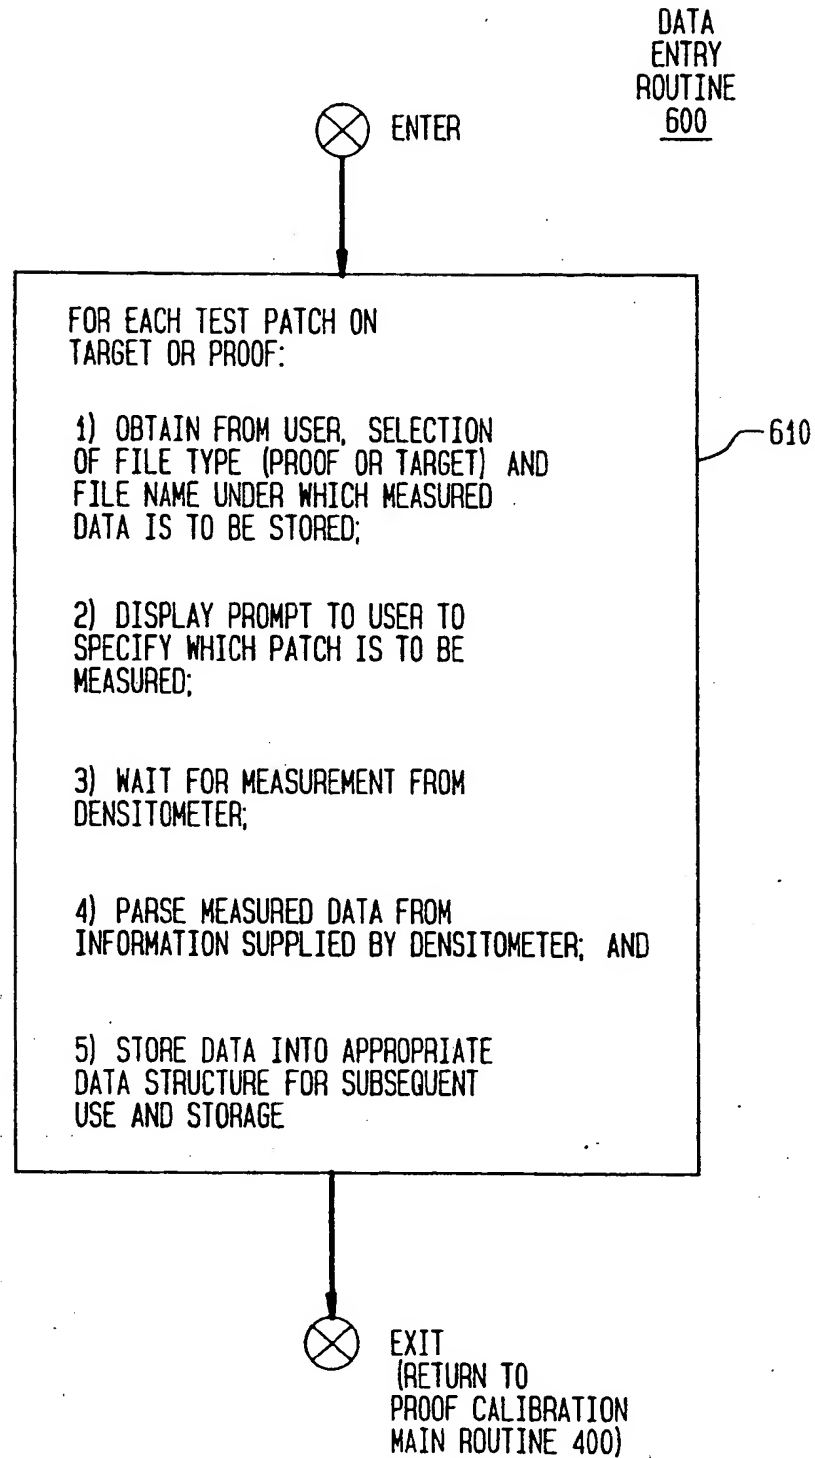 DATA
ENTRY
ROUTINE
600
ENTER
FOR EACH TEST PATCH ON
TARGET OR PROOF:
1) OBTAIN FROM USER, SELECTION
OF FILE TYPE (PROOF OR TARGET) AND
FILE NAME UNDER WHICH MEASURED
DATA IS TO BE STORED;
610
2) DISPLAY PROMPT TO USER TO
SPECIFY WHICH PATCH IS TO BE
MEASURED;
3) WAIT FOR MEASUREMENT FROM
DENSITOMETER;
4) PARSE MEASURED DATA FROM
INFORMATION SUPPLIED BY DENSITOMETER; AND
5) STORE DATA INTO APPROPRIATE
DATA STRUCTURE FOR SUBSEQUENT
USE AND STORAGE
EXIT
(RETURN TO
PROOF CALIBRATION
MAIN ROUTINE 400)